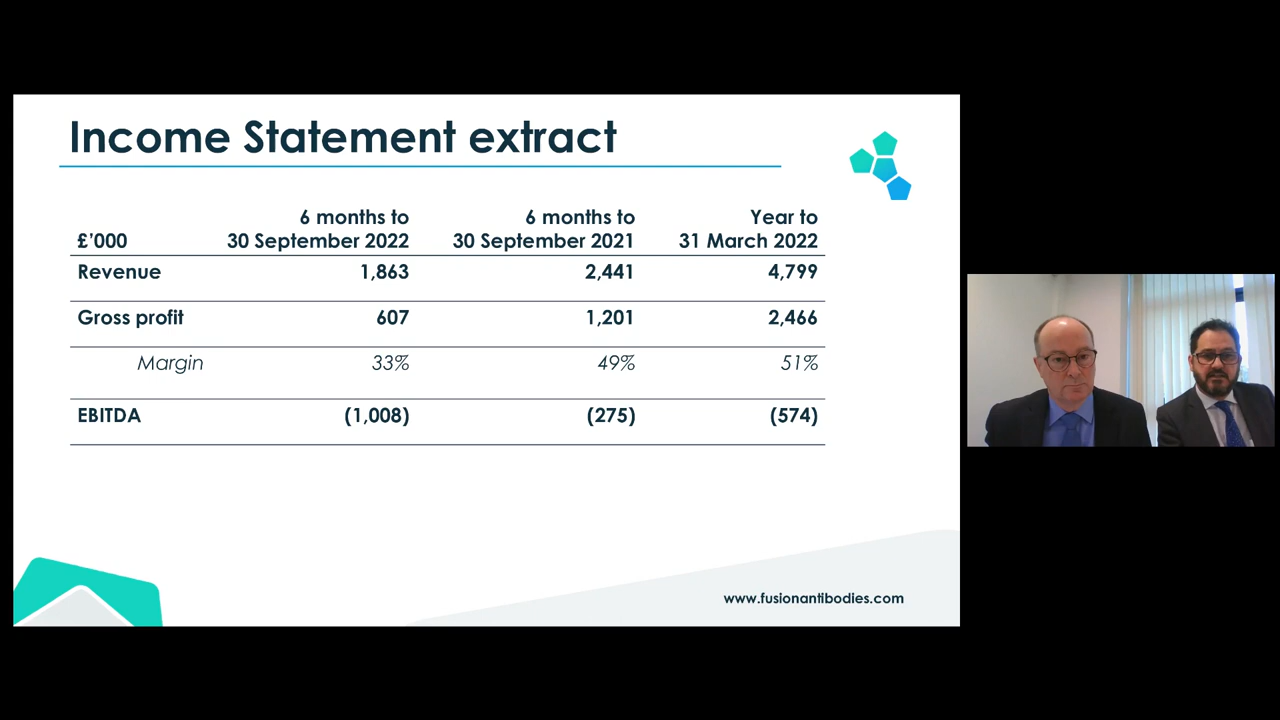 Income Statement extract
£’000 6 months to 30 September 2022 6 months to 30 September 2021 Year to 31 March 2022
Revenue 1,863 2,441 4,799
Gross profit 607 1,201 2,466
Margin 33% 49% 51%
EBITDA (1,008) (275) (574)
www.fusionantibodies.com